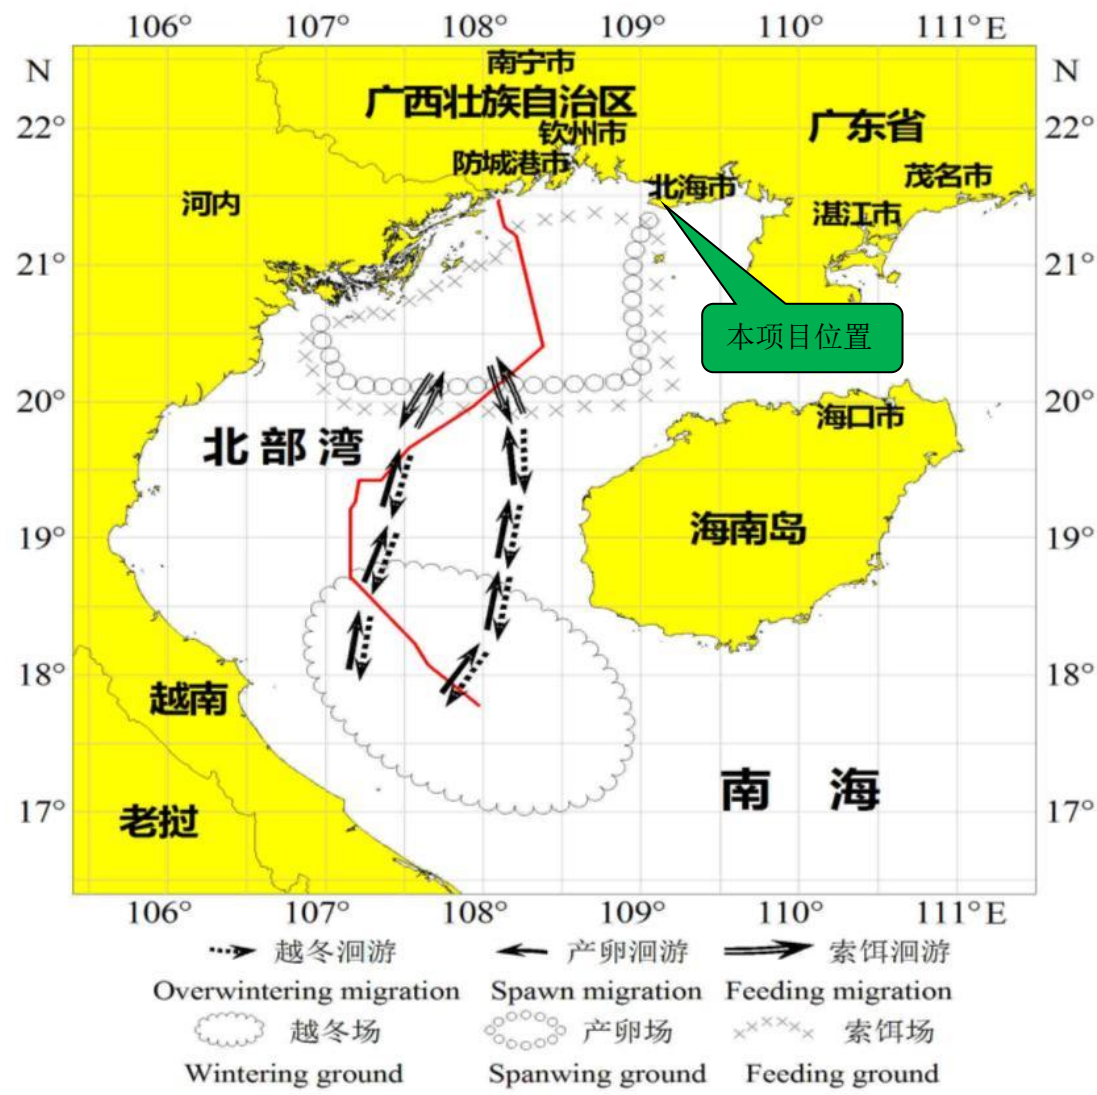 106° 107° 108° 109° 110° 111° E
N 南宁市 N
广西壮族自治区
22° 钦州市 广东省 22°
防城港市 北海市 茂名市
河内 湛江市
21° 21°
本项目位置
20° 海口市 20°
北部湾
19° 海南岛 19°
18° 18°
越南
南 海
17° 老挝 17°
106° 107° 108° 109° 110° 111° E
越冬洄游 产卵洄游 索饵洄游
Overwintering migration Spawn migration Feeding migration
越冬场 产卵场 索饵场
Wintering ground Spanwing ground Feeding ground